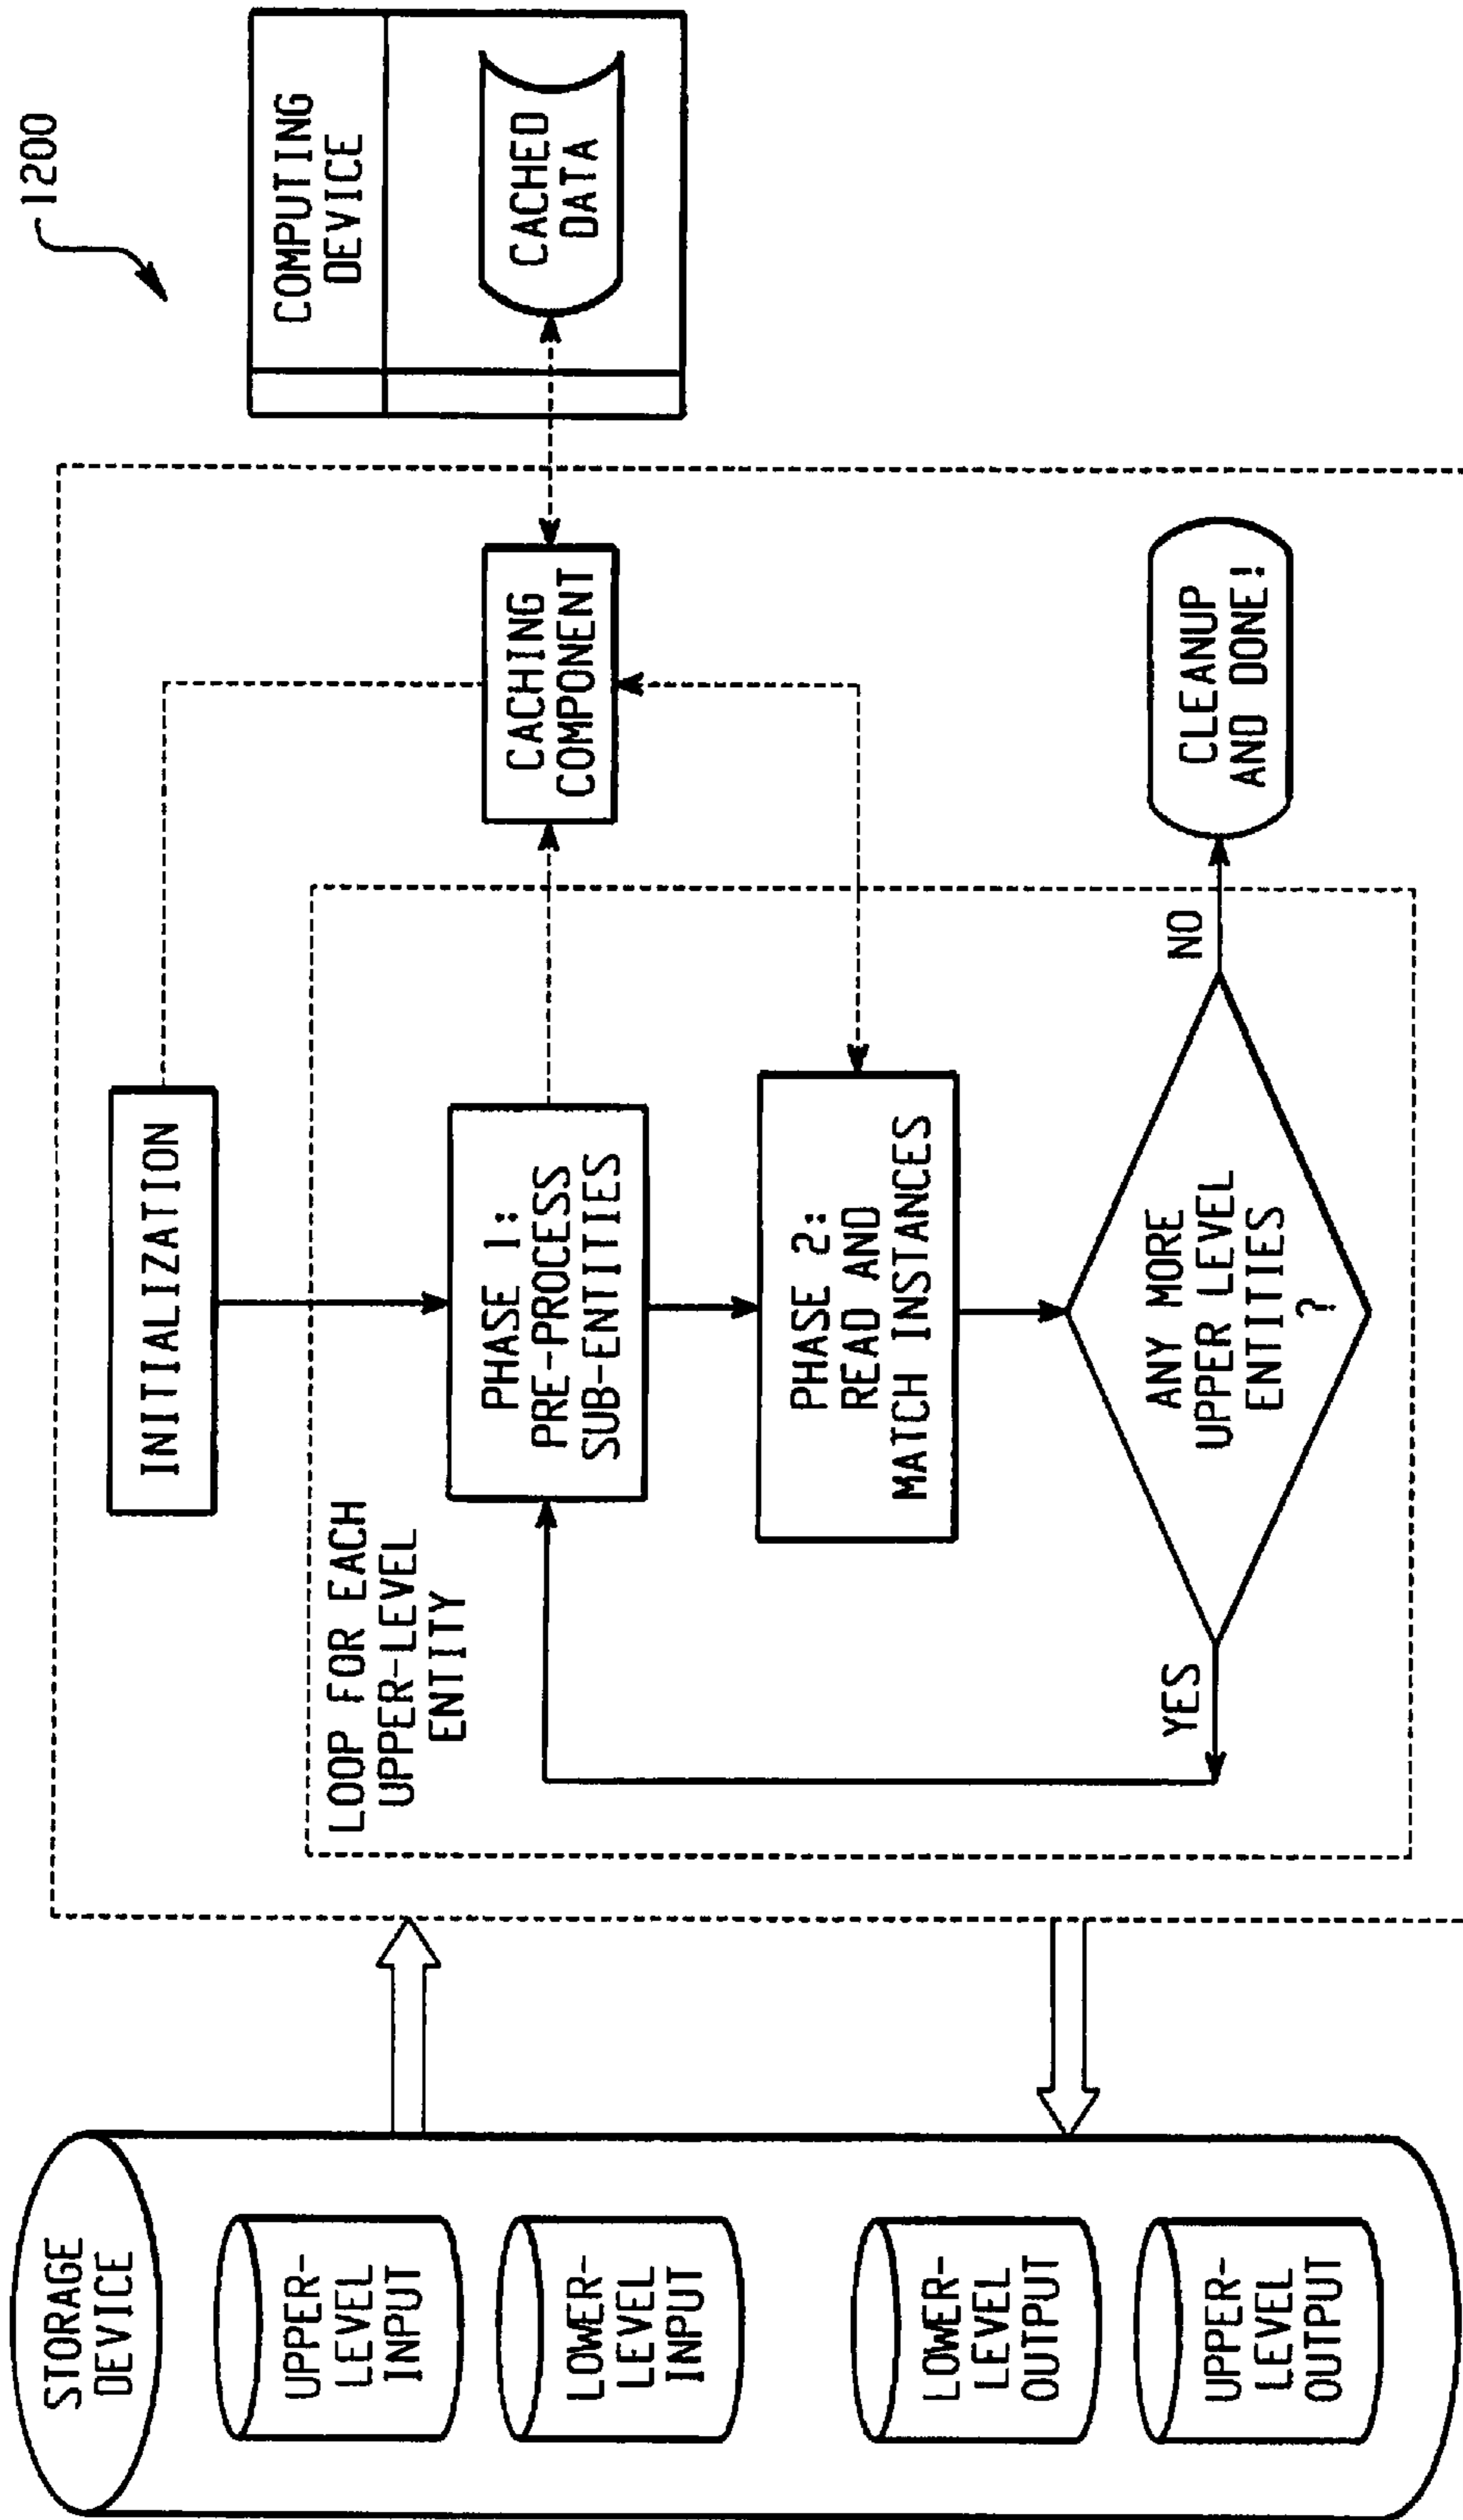 1200
STORAGE
DEVICE
UPPER-
LEVEL
INPUT
LOWER-
LEVEL
INPUT
LOWER-
LEVEL
OUTPUT
UPPER-
LEVEL
OUTPUT
INITIALIZATION
LOOP FOR EACH
UPPER-LEVEL
ENTITY
PHASE 1:
PRE-PROCESS
SUB-ENTITIES
PHASE 2:
READ AND
MATCH INSTANCES
ANY MORE
UPPER LEVEL
ENTITIES
?
YES
NO
CACHING
COMPONENT
CLEANUP
AND DONE!
COMPUTING
DEVICE
CACHED
DATA